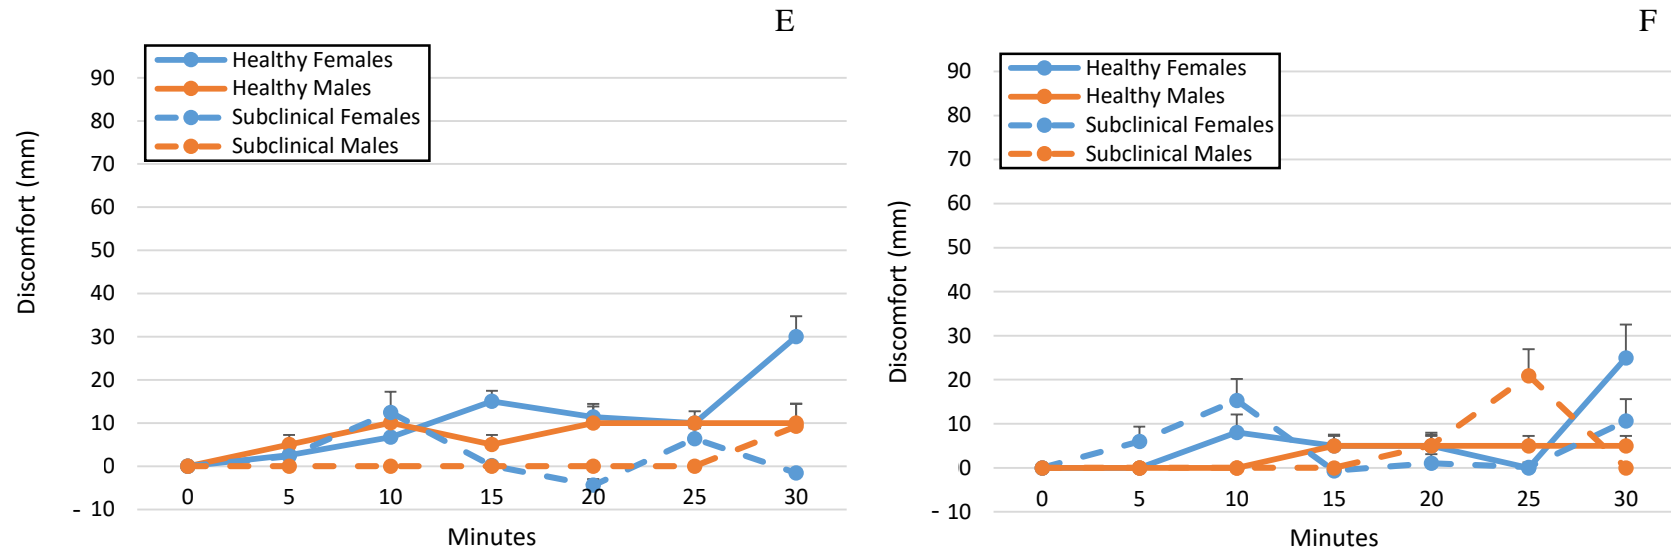 E
Healthy Females
Healthy Males
Subclinical Females
Subclinical Males
90
80
70
60
50
40
30
20
10
0
- 10
Discomfort (mm)
0 5 10 15 20 25 30
Minutes
F
Healthy Females
Healthy Males
Subclinical Females
Subclinical Males
90
80
70
60
50
40
30
20
10
0
- 10
Discomfort (mm)
0 5 10 15 20 25 30
Minutes